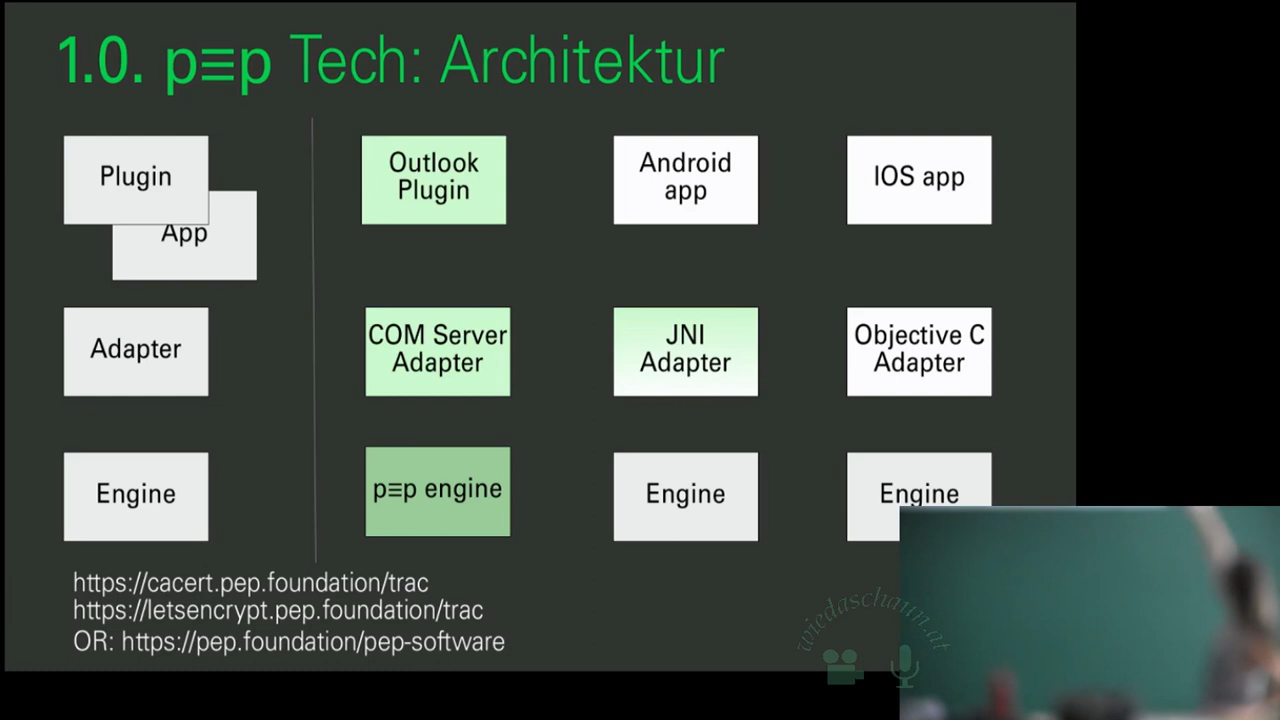 1.0. p≡p Tech: Architektur
Plugin
App
Outlook
Plugin
Android
app
IOS app
Adapter
COM Server
Adapter
JNI
Adapter
Objective C
Adapter
Engine
p≡p engine
Engine
Engine
https://cacert.pep.foundation/trac
https://letsencrypt.pep.foundation/trac
OR: https://pep.foundation/pep-software
wiedaschaun.at